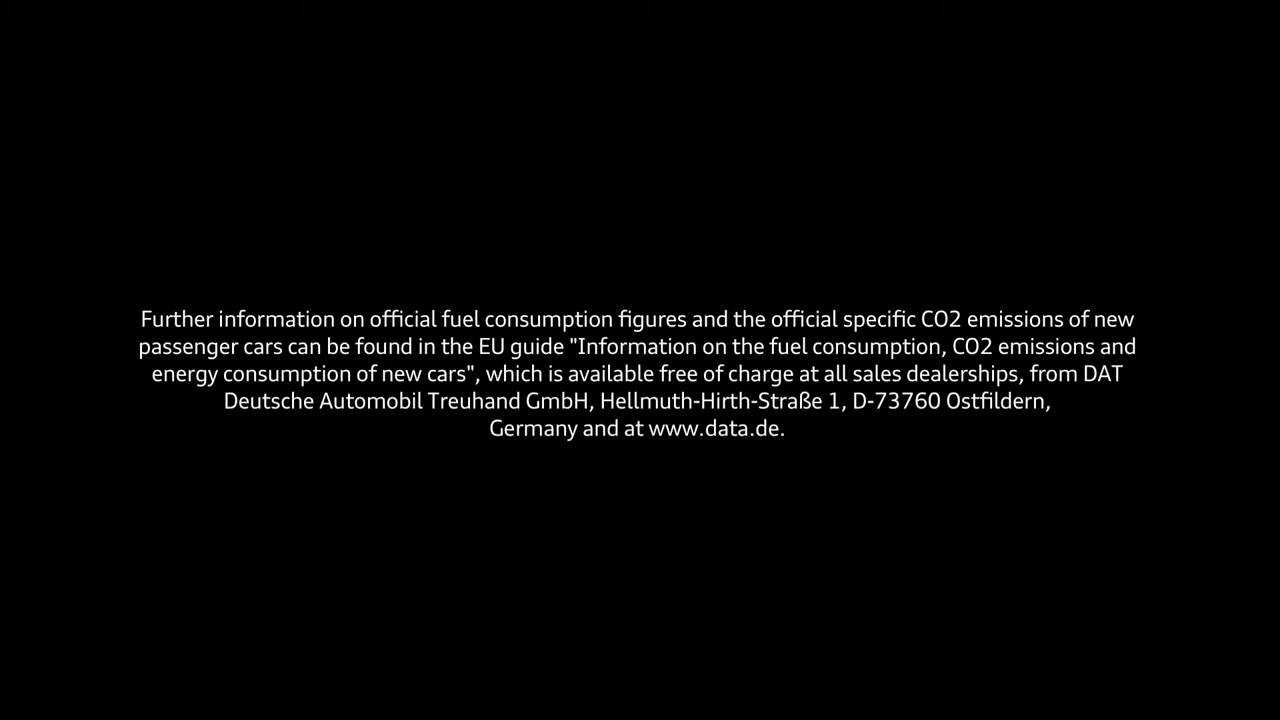 Further information on official fuel consumption figures and the official specific CO2 emissions of new
passenger cars can be found in the EU guide "Information on the fuel consumption, CO2 emissions and
energy consumption of new cars", which is available free of charge at all sales dealerships, from DAT
Deutsche Automobil Treuhand GmbH, Hellmuth-Hirth-Straße 1, D-73760 Ostfildern,
Germany and at www.data.de.